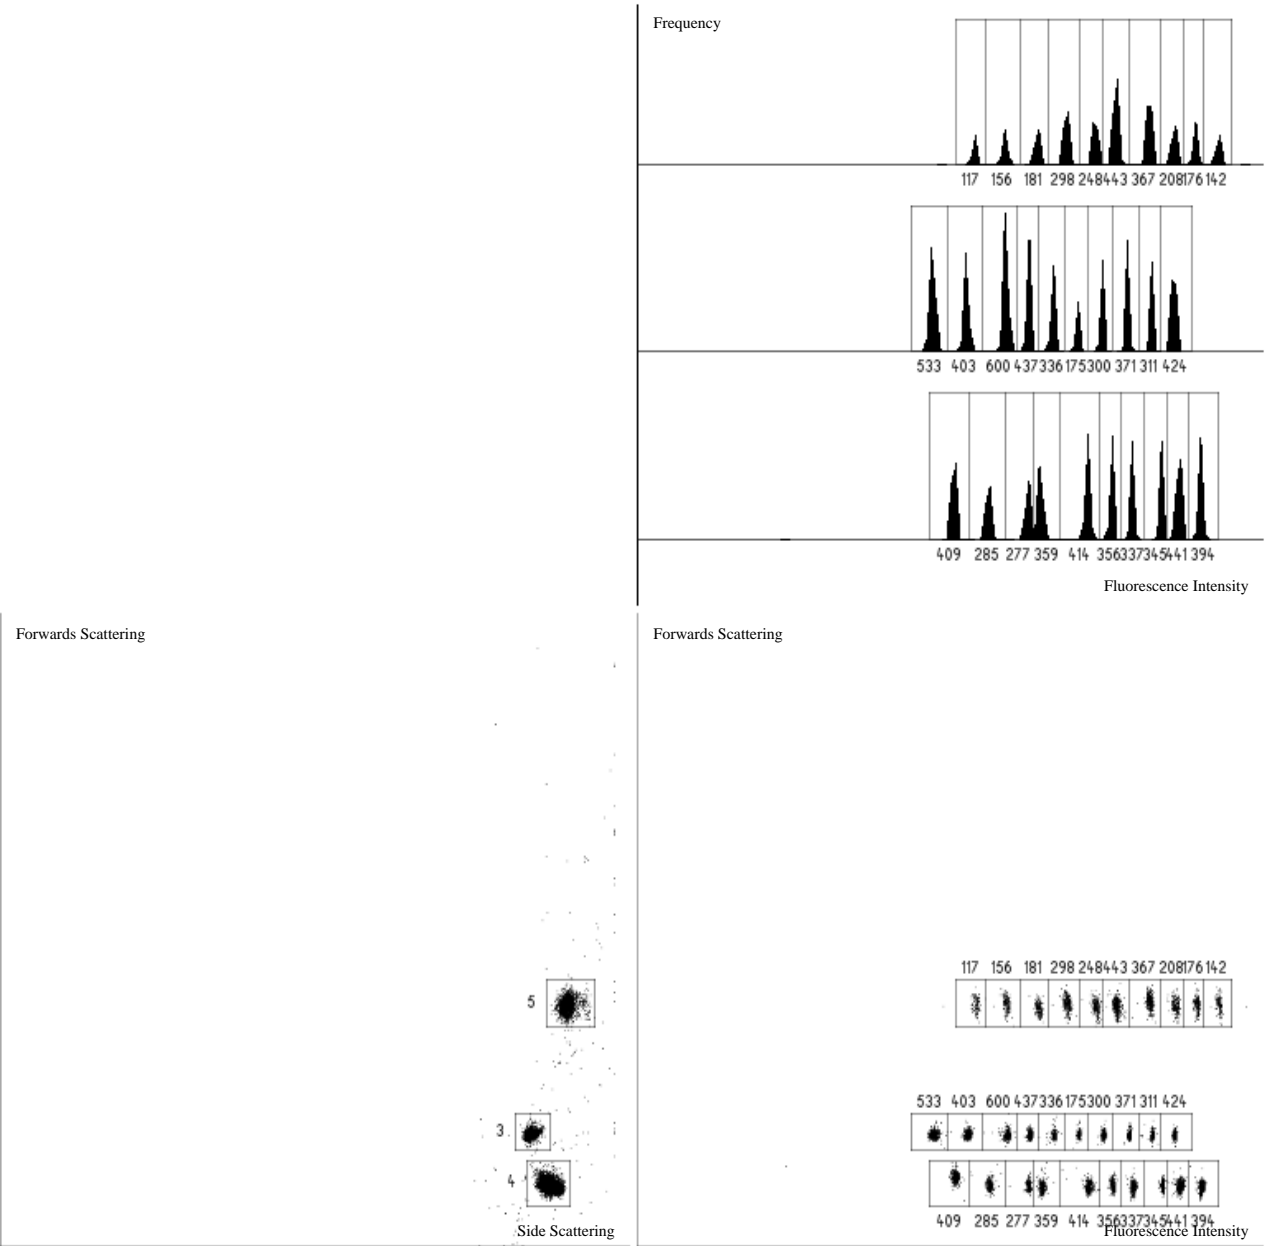 Frequency
117 156 181 298 248443 367 208176 142
533 403 600 437336 175300 371 311 424
409 285 277 359 414 356337345441 394
Fluorescence Intensity
Forwards Scattering
5
3
4
Side Scattering
Forwards Scattering
117 156 181 298 248443 367 208176 142
533 403 600 437336 175300 371 311 424
409 285 277 359 414 356337345441 394
Fluorescence Intensity